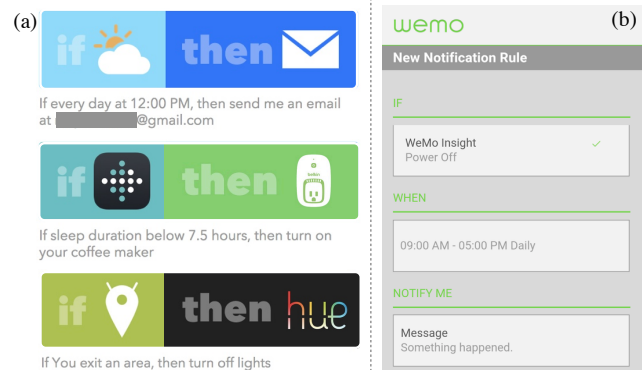 (a)
if then
If every day at 12:00 PM, then send me an email
at @gmail.com
if then
belkin
If sleep duration below 7.5 hours, then turn on
your coffee maker
if then hue
If You exit an area, then turn off lights
(b)
wemo
New Notification Rule
IF
WeMo Insight
Power Off
WHEN
09:00 AM - 05:00 PM Daily
NOTIFY ME
Message
Something happened.